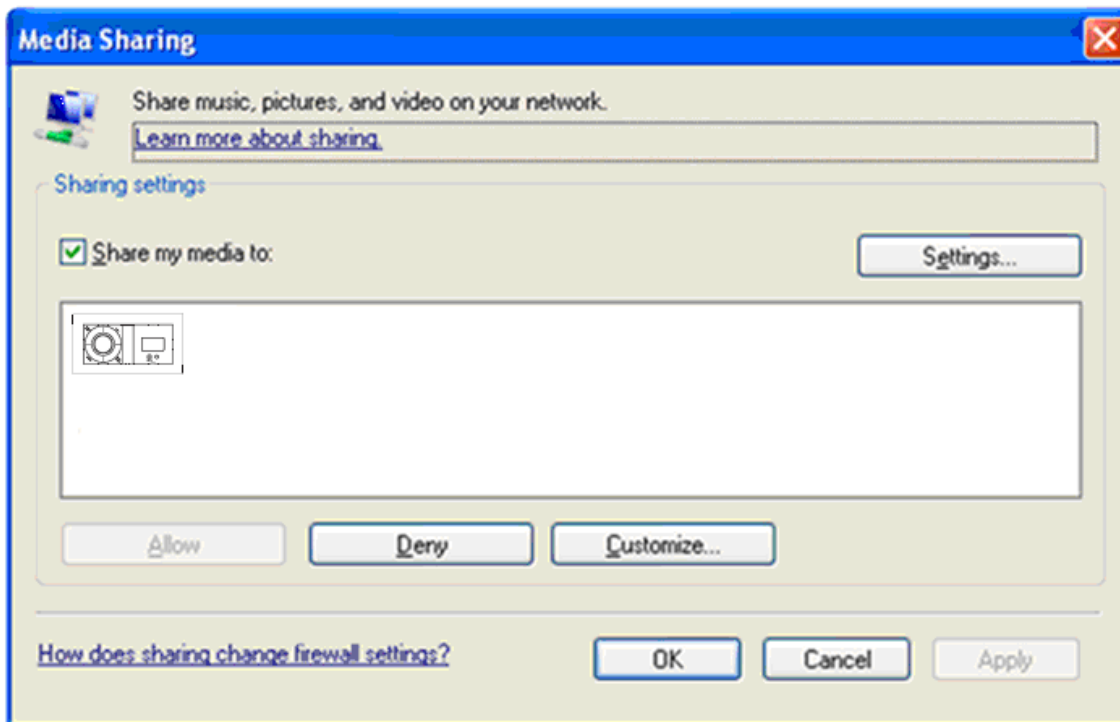 Media Sharing
Share music, pictures, and video on your network.
Learn more about sharing.
Sharing settings
Share my media to:
Settings...
Allow
Deny
Customize...
How does sharing change firewall settings?
OK
Cancel
Apply